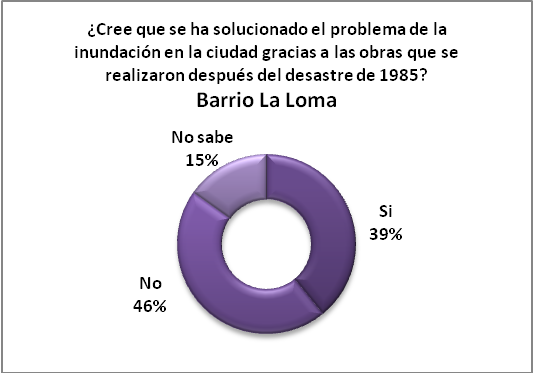 ¿Cree que se ha solucionado el problema de la
inundación en la ciudad gracias a las obras que se
realizaron después del desastre de 1985?
Barrio La Loma
No sabe
15%
Si
39%
No
46%